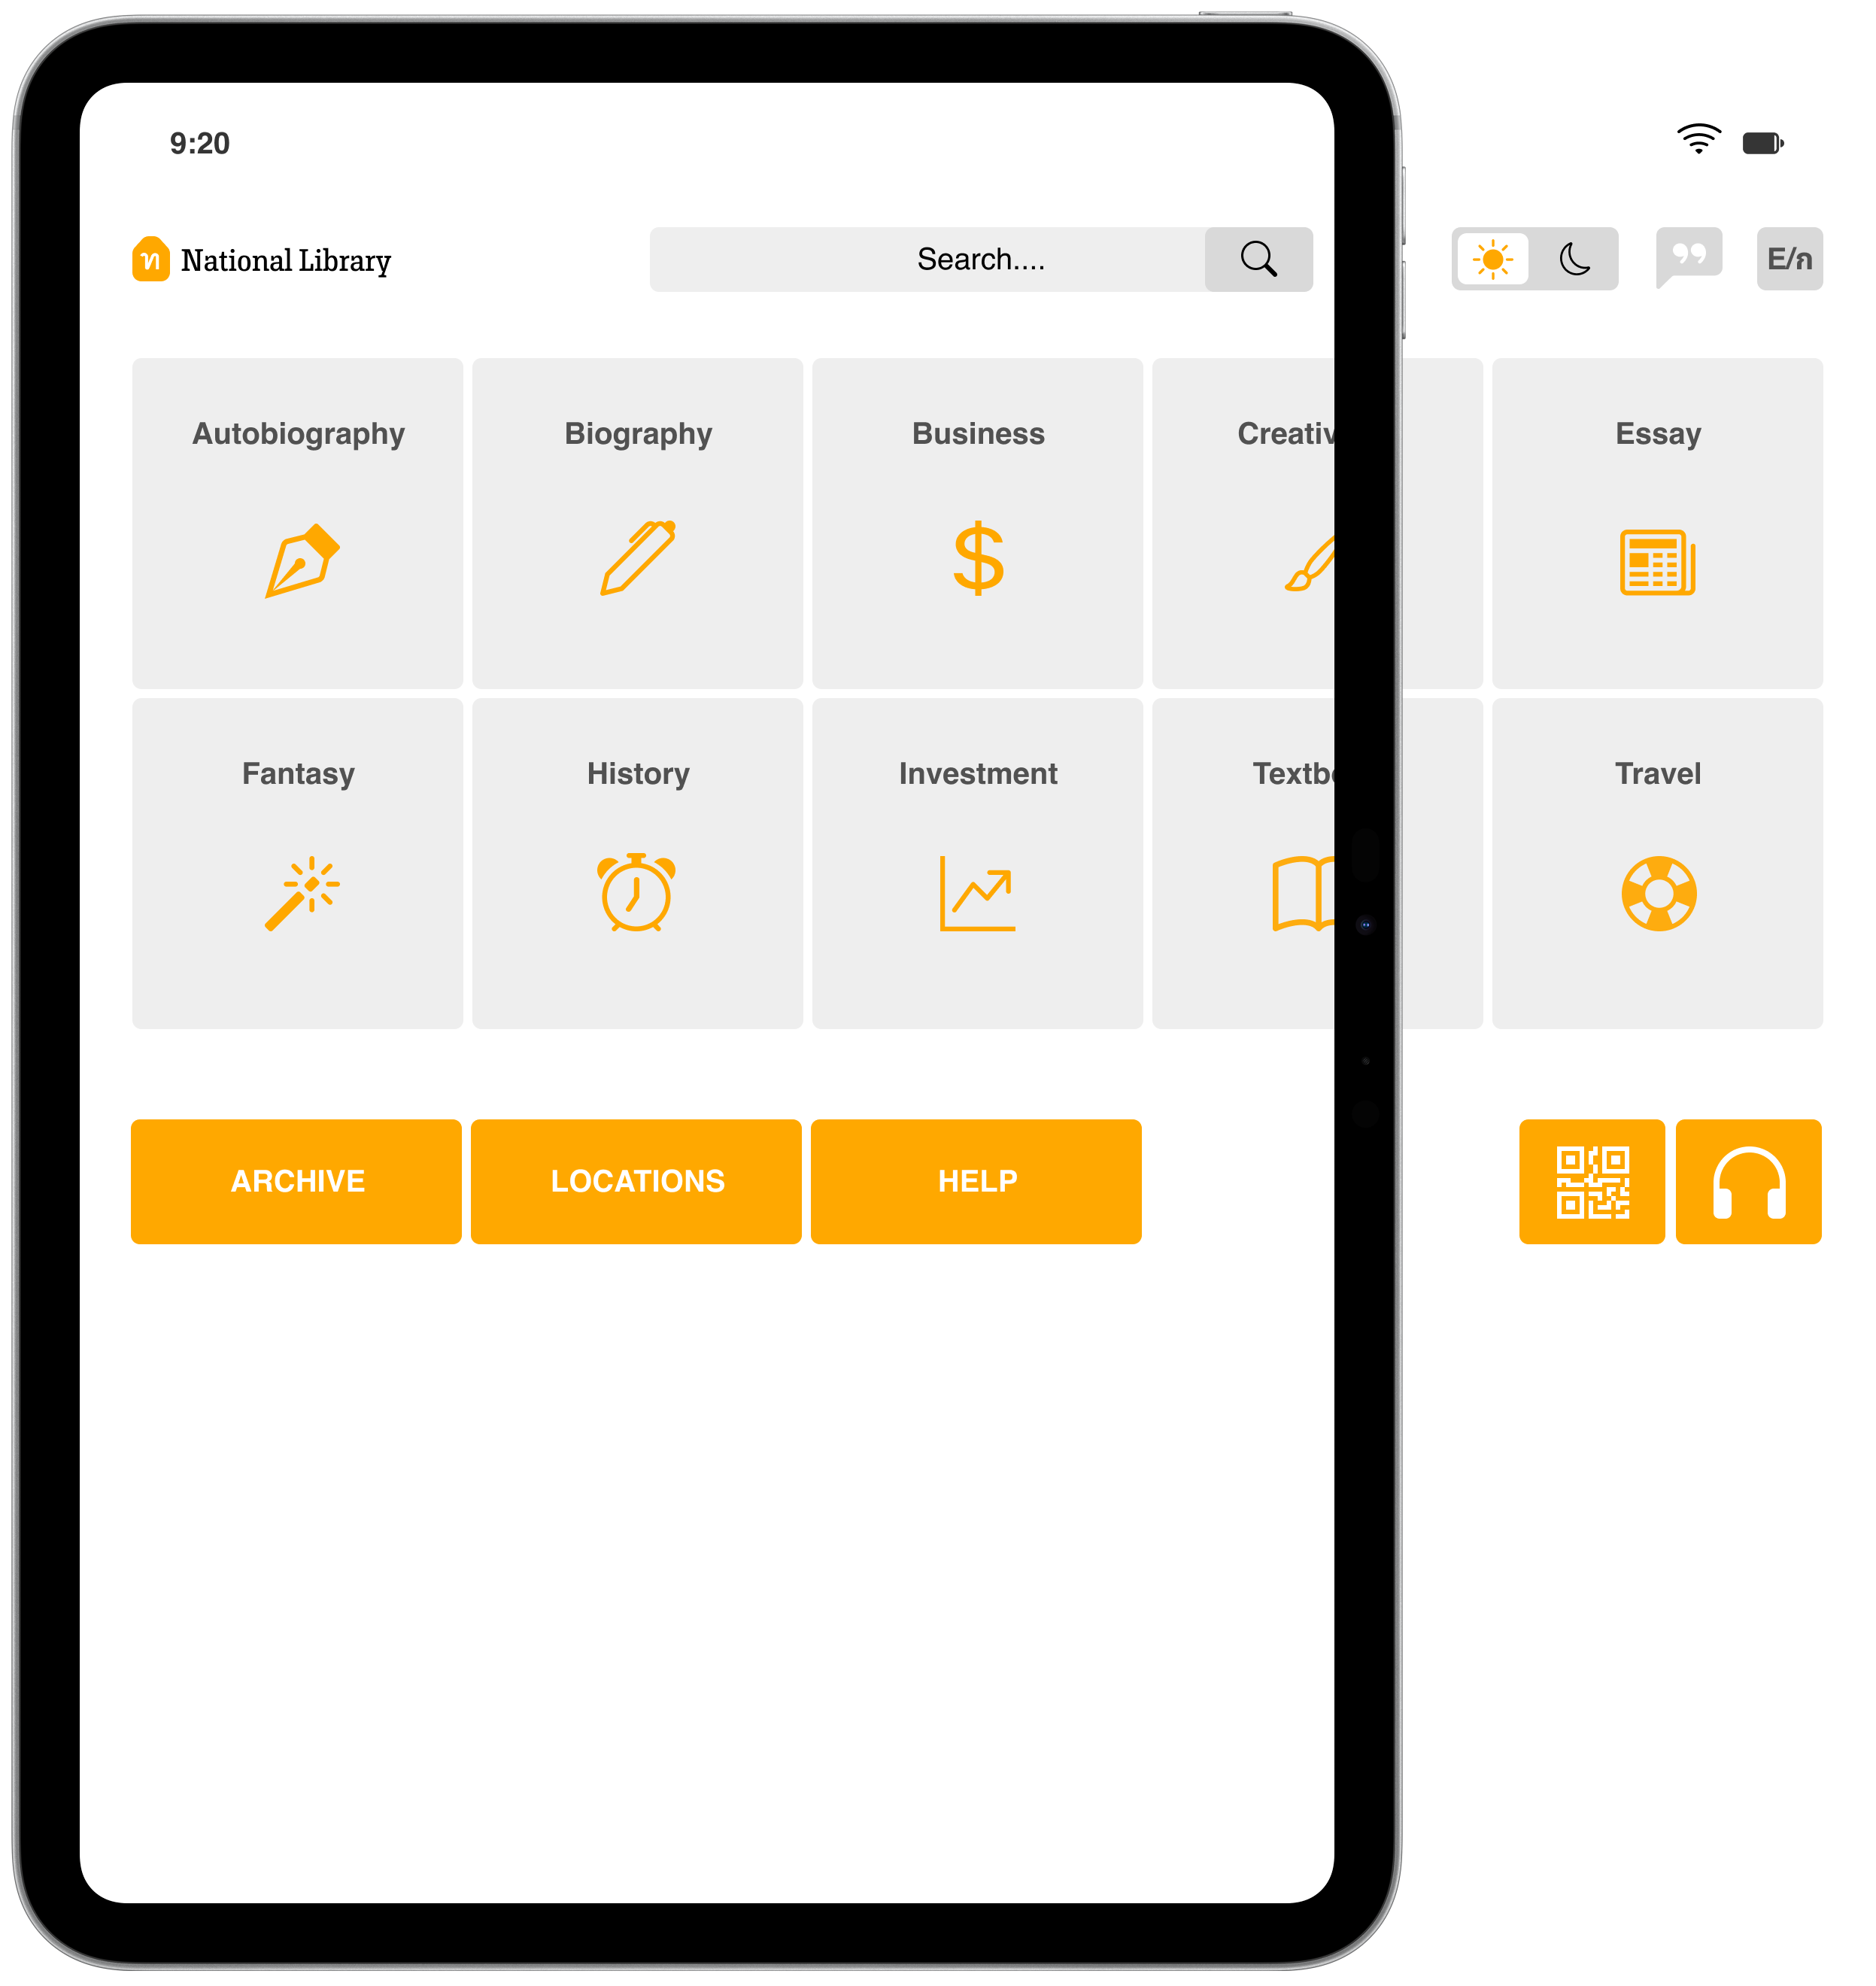 9:20
ท National Library
Search....
E/ก
Autobiography
Biography
Business
Creativ
Essay
Fantasy
History
Investment
Textb
Travel
ARCHIVE
LOCATIONS
HELP